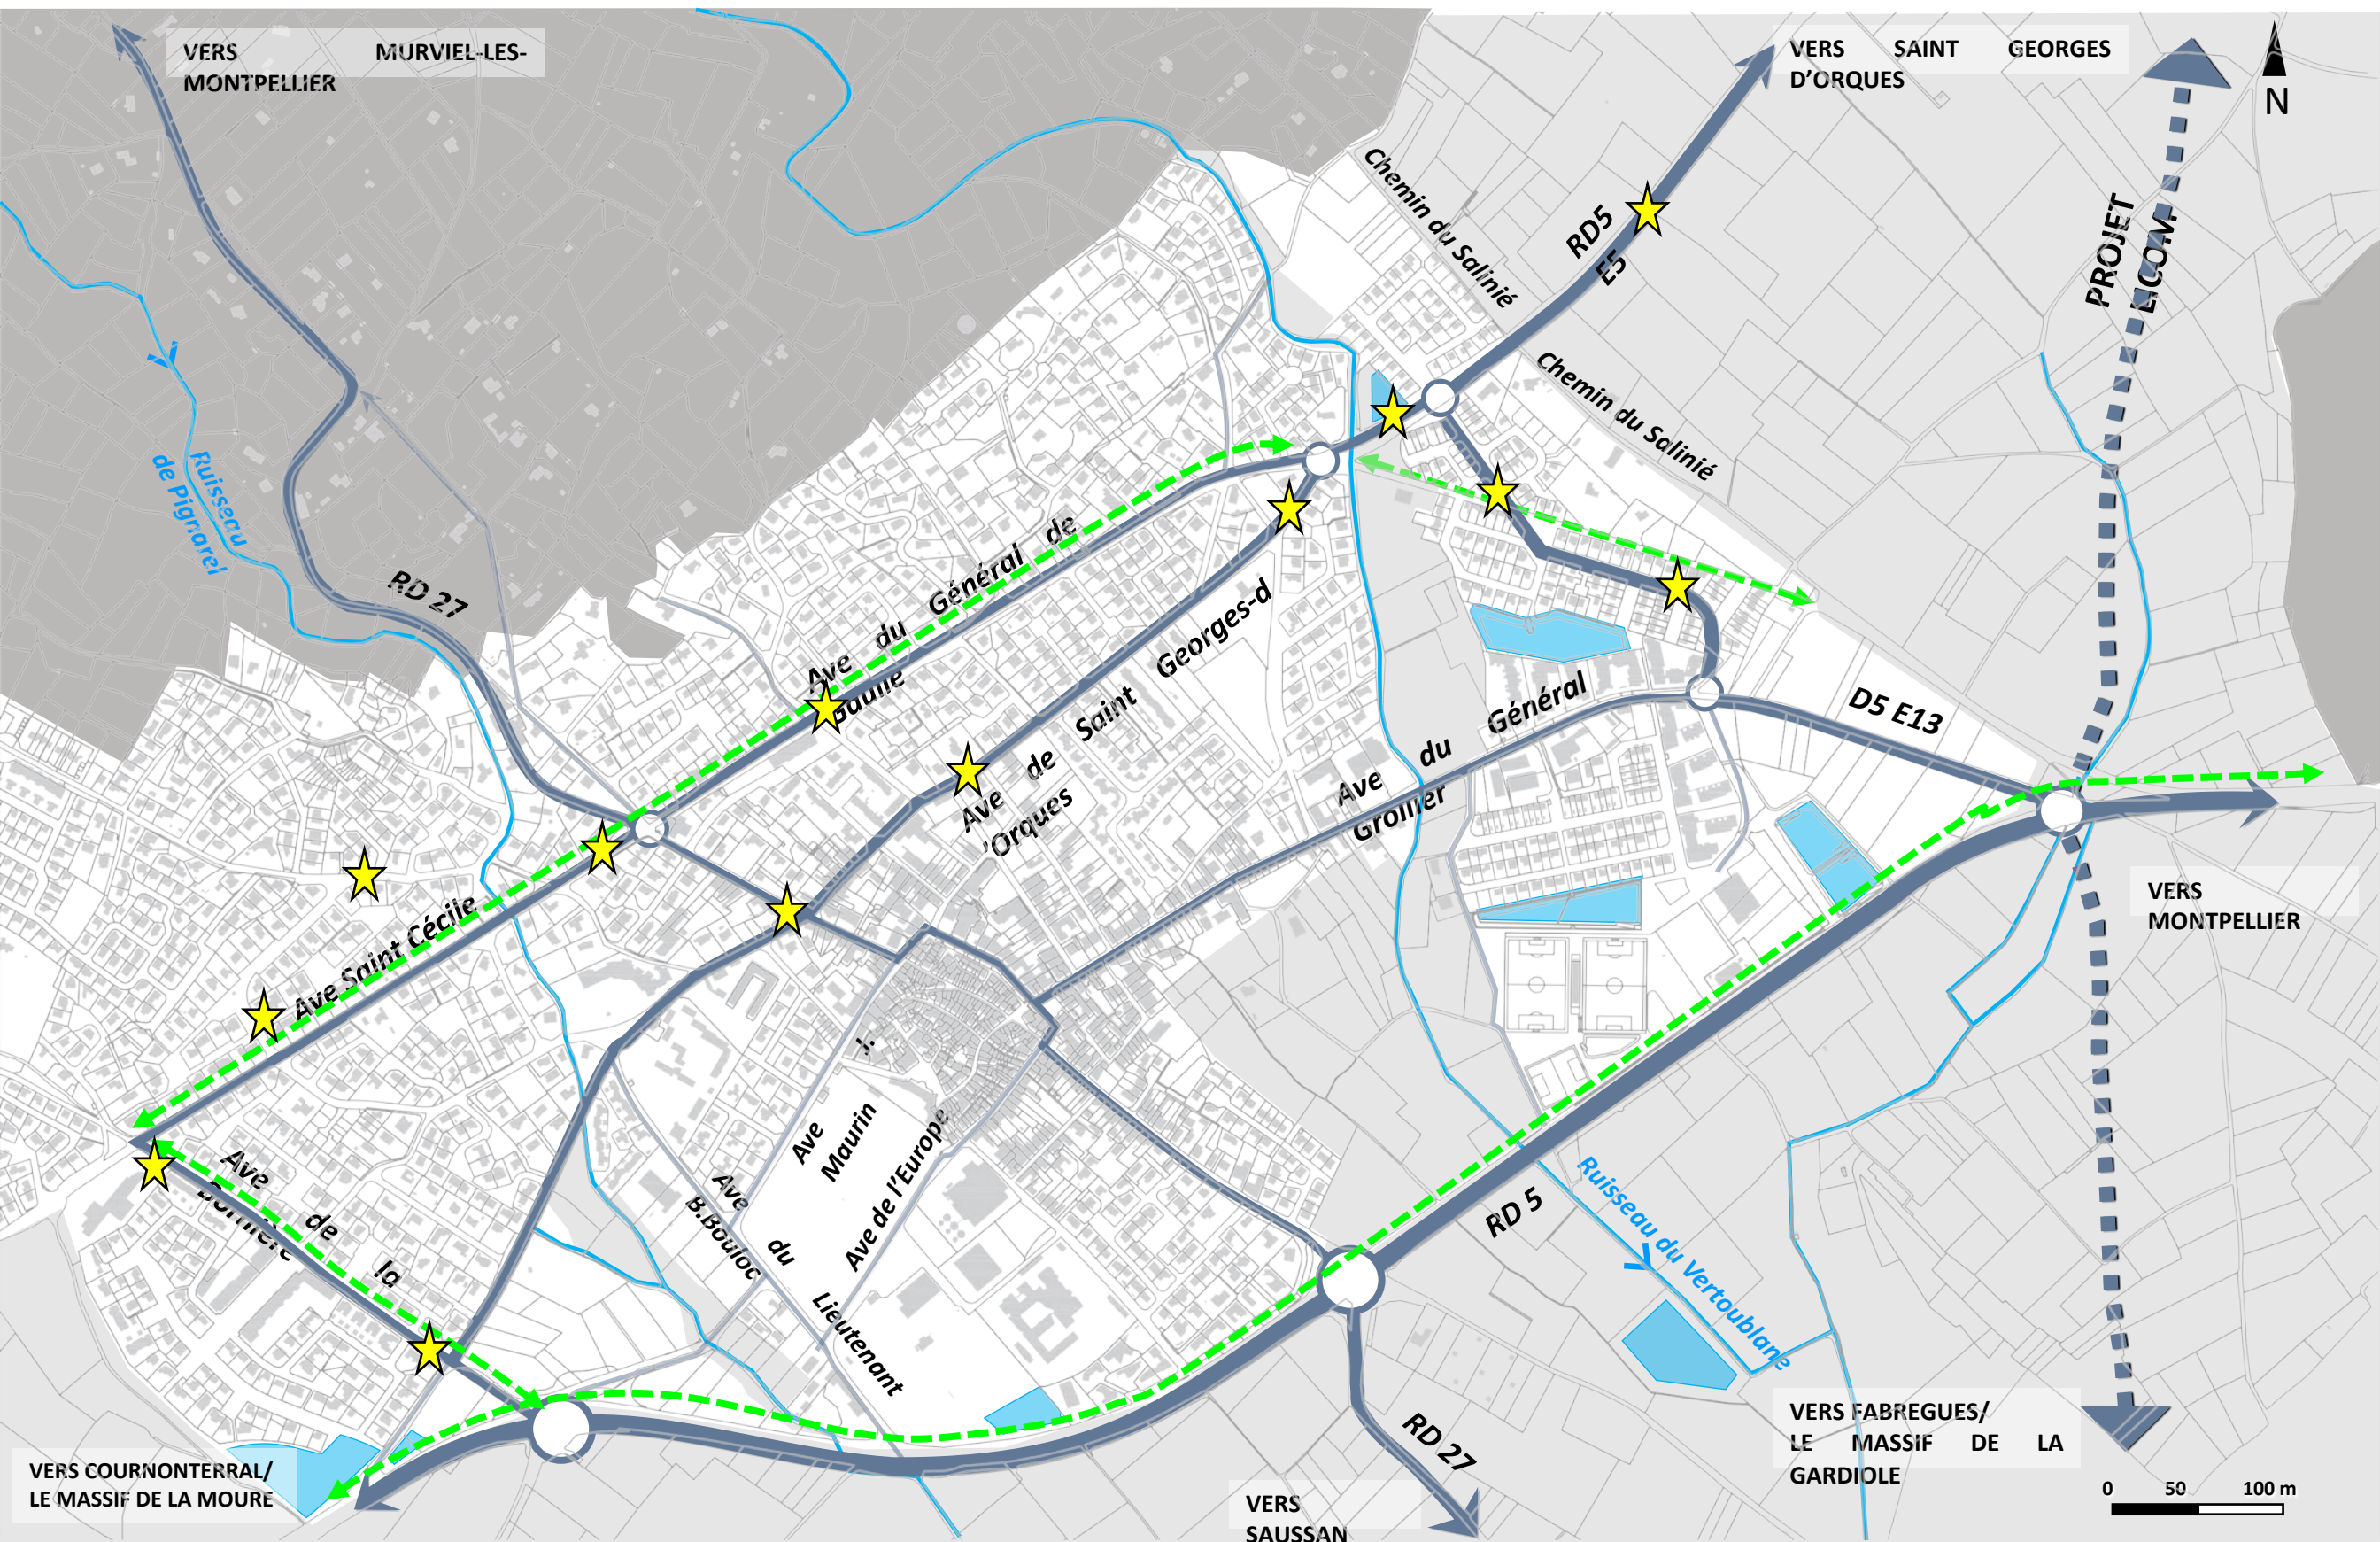 VERS MURVIEL-LES-
MONTPELLIER
VERS SAINT GEORGES
D'ORQUES
N
PROJET
LICOM
Chemin du Salinié
RD5
E5
Chemin du Salinié
Ruisseau
de Pignarel
RD 27
Ave du Général de
Gaulle
Ave de Saint Georges-d
'Orques
Ave du Général
Grollier
D5 E13
Ave Saint Cécile
VERS
MONTPELLIER
J.
Ave
Maurin
Ave de l'Europe
Ave de la
Ave du Lieutenant
B.Bouloc
RD 5
Ruisseau du Vertoublane
RD 27
VERS FABREGUES/
LE MASSIF DE LA
GARDIOLE
VERS COURNONTERRAL/
LE MASSIF DE LA MOURE
VERS
SAUSSAN
0 50 100 m